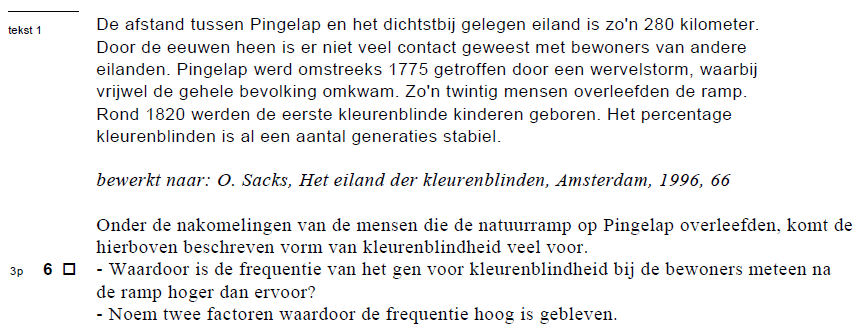 tekst 1
De afstand tussen Pingelap en het dichtstbij gelegen eiland is zo'n 280 kilometer.
Door de eeuwen heen is er niet veel contact geweest met bewoners van andere
eilanden. Pingelap werd omstreeks 1775 getroffen door een wervelstorm, waarbij
vrijwel de gehele bevolking omkwam. Zo'n twintig mensen overleefden de ramp.
Rond 1820 werden de eerste kleurenblinde kinderen geboren. Het percentage
kleurenblinden is al een aantal generaties stabiel.
bewerkt naar: O. Sacks, Het eiland der kleurenblinden, Amsterdam, 1996, 66
Onder de nakomelingen van de mensen die de natuurramp op Pingelap overleefden, komt de
hierboven beschreven vorm van kleurenblindheid veel voor.
3p 6 □ - Waardoor is de frequentie van het gen voor kleurenblindheid bij de bewoners meteen na
de ramp hoger dan ervoor?
- Noem twee factoren waardoor de frequentie hoog is gebleven.